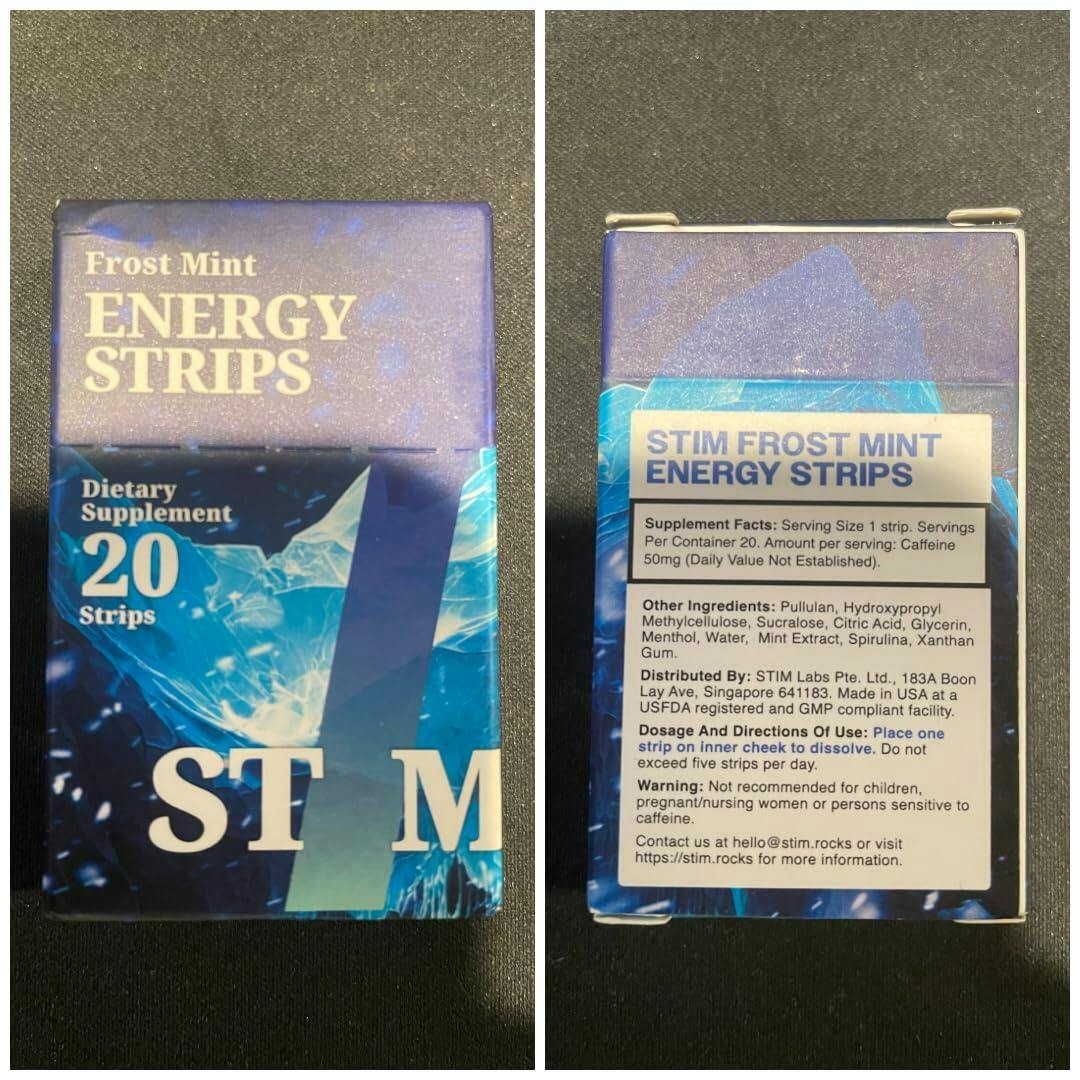 Frost Mint
ENERGY
STRIPS
Dietary
Supplement
20
Strips
STIM
STIM FROST MINT
ENERGY STRIPS
Supplement Facts: Serving Size 1 strip. Servings
Per Container 20. Amount per serving: Caffeine
50mg (Daily Value Not Established).
Other Ingredients: Pullulan, Hydroxypropyl
Methylcellulose, Sucralose, Citric Acid, Glycerin,
Menthol, Water, Mint Extract, Spirulina, Xanthan
Gum.
Distributed By: STIM Labs Pte. Ltd., 183A Boon
Lay Ave, Singapore 641183. Made in USA at a
USFDA registered and GMP compliant facility.
Dosage And Directions Of Use: Place one
strip on inner cheek to dissolve. Do not
exceed five strips per day.
Warning: Not recommended for children,
pregnant/nursing women or persons sensitive to
caffeine.
Contact us at hello@stim.rocks or visit
https://stim.rocks for more information.